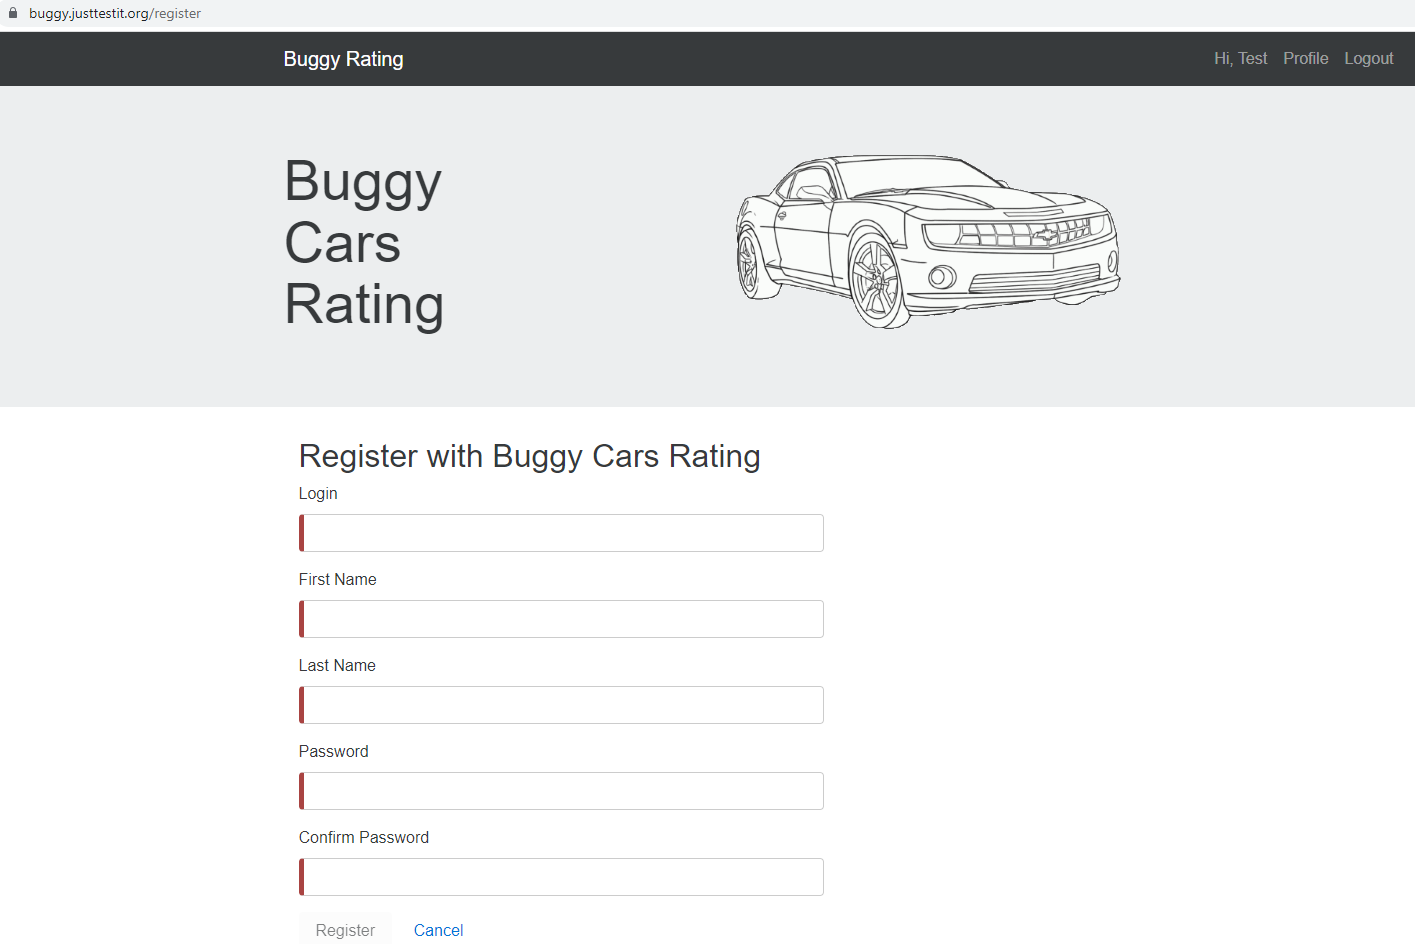 buggy.justtestit.org/register
Buggy Rating
Hi, Test Profile Logout
Buggy
Cars
Rating
Register with Buggy Cars Rating
Login
First Name
Last Name
Password
Confirm Password
Register Cancel